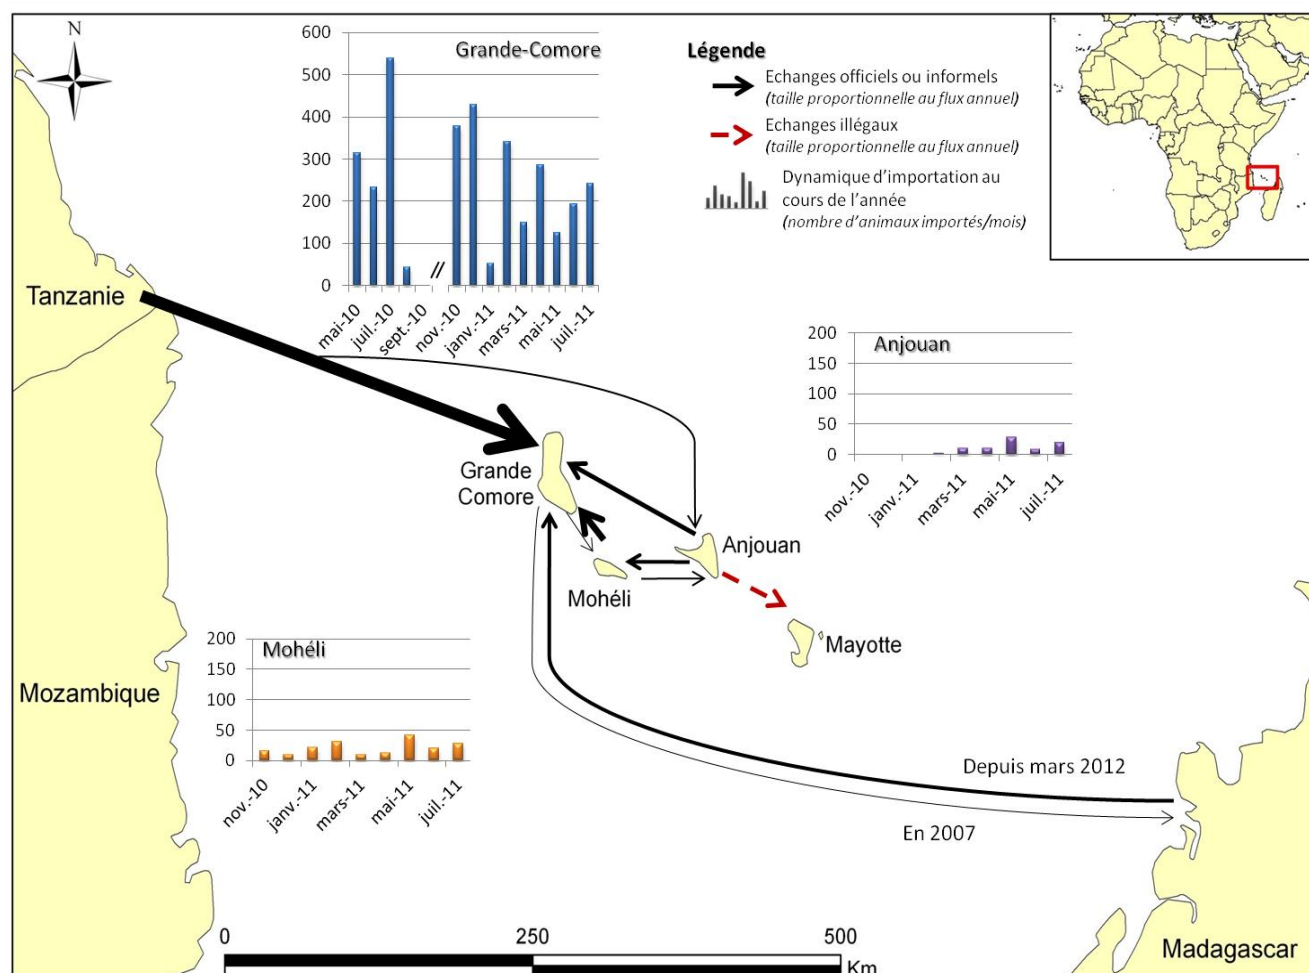 N
600
500
400
300
200
100
0
Grande-Comore
mai-10
juil.-10
sept.-10
//
nov.-10
janv.-11
mars-11
mai-11
juil.-11
Légende
Echanges officiels ou informels
(taille proportionnelle au flux annuel)
Echanges illégaux
(taille proportionnelle au flux annuel)
Dynamique d'importation au
cours de l'année
(nombre d'animaux importés/mois)
Tanzanie
200
150
100
50
0
Anjouan
nov.-10
janv.-11
mars-11
mai-11
juil.-11
Grande
Comore
Anjouan
Mohéli
Mayotte
200
150
100
50
0
Mohéli
nov.-10
janv.-11
mars-11
mai-11
juil.-11
Mozambique
Depuis mars 2012
En 2007
Madagascar
0
250
500
Km